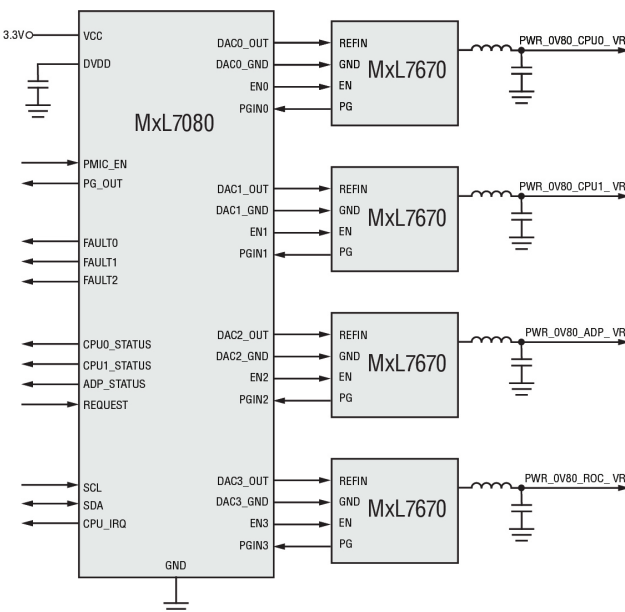 3.3V
VCC
DVDD
MxL7080
PMIC_EN
PG_OUT
FAULT0
FAULT1
FAULT2
CPU0_STATUS
CPU1_STATUS
ADP_STATUS
REQUEST
SCL
SDA
CPU_IRQ
GND
DAC0_OUT
DAC0_GND
EN0
PGIN0
REFIN
GND
EN
PG
MxL7670
PWR_0V80_CPU0_ VR
DAC1_OUT
DAC1_GND
EN1
PGIN1
REFIN
GND
EN
PG
MxL7670
PWR_0V80_CPU1_ VR
DAC2_OUT
DAC2_GND
EN2
PGIN2
REFIN
GND
EN
PG
MxL7670
PWR_0V80_ADP_ VR
DAC3_OUT
DAC3_GND
EN3
PGIN3
REFIN
GND
EN
PG
MxL7670
PWR_0V80_ROC_ VR